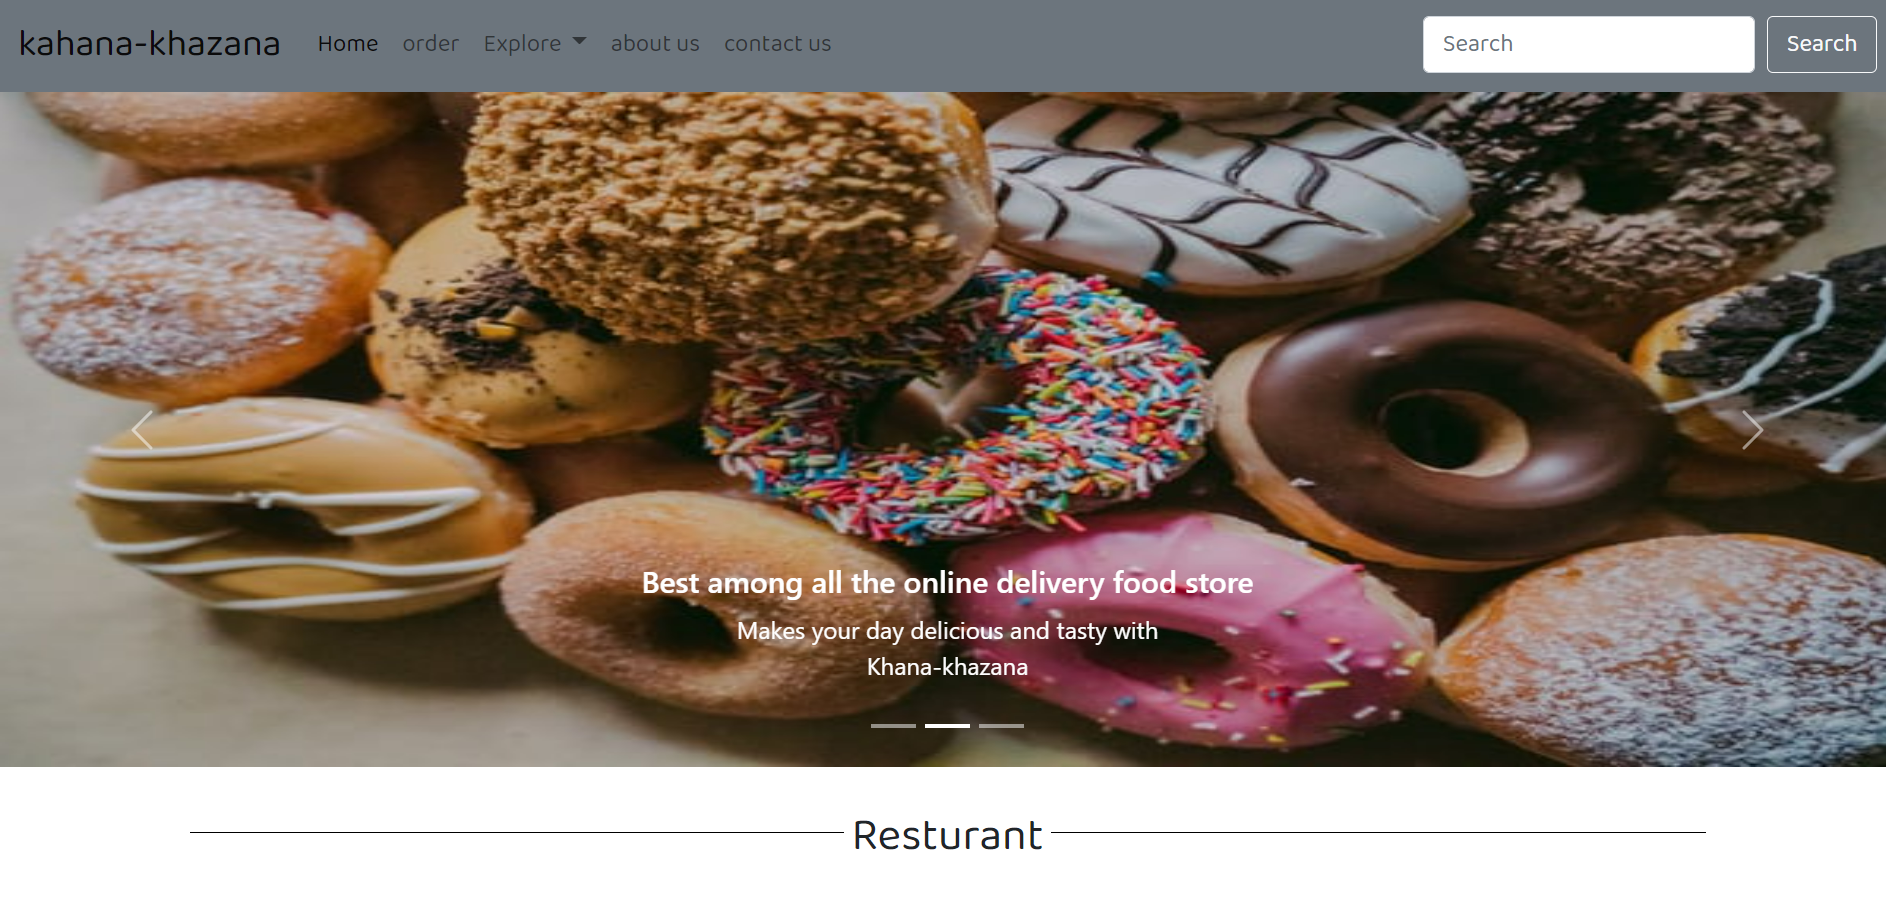 kahana-khazana
Home
order
Explore
about us
contact us
Search
Search
Best among all the online delivery food store
Makes your day delicious and tasty with
Khana-khazana
Resturant